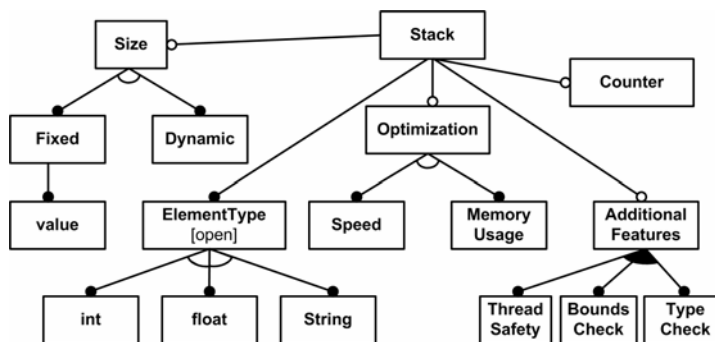 Size
Stack
Counter
Fixed
Dynamic
Optimization
value
ElementType
[open]
Speed
Memory
Usage
Additional
Features
int
float
String
Thread
Safety
Bounds
Check
Type
Check